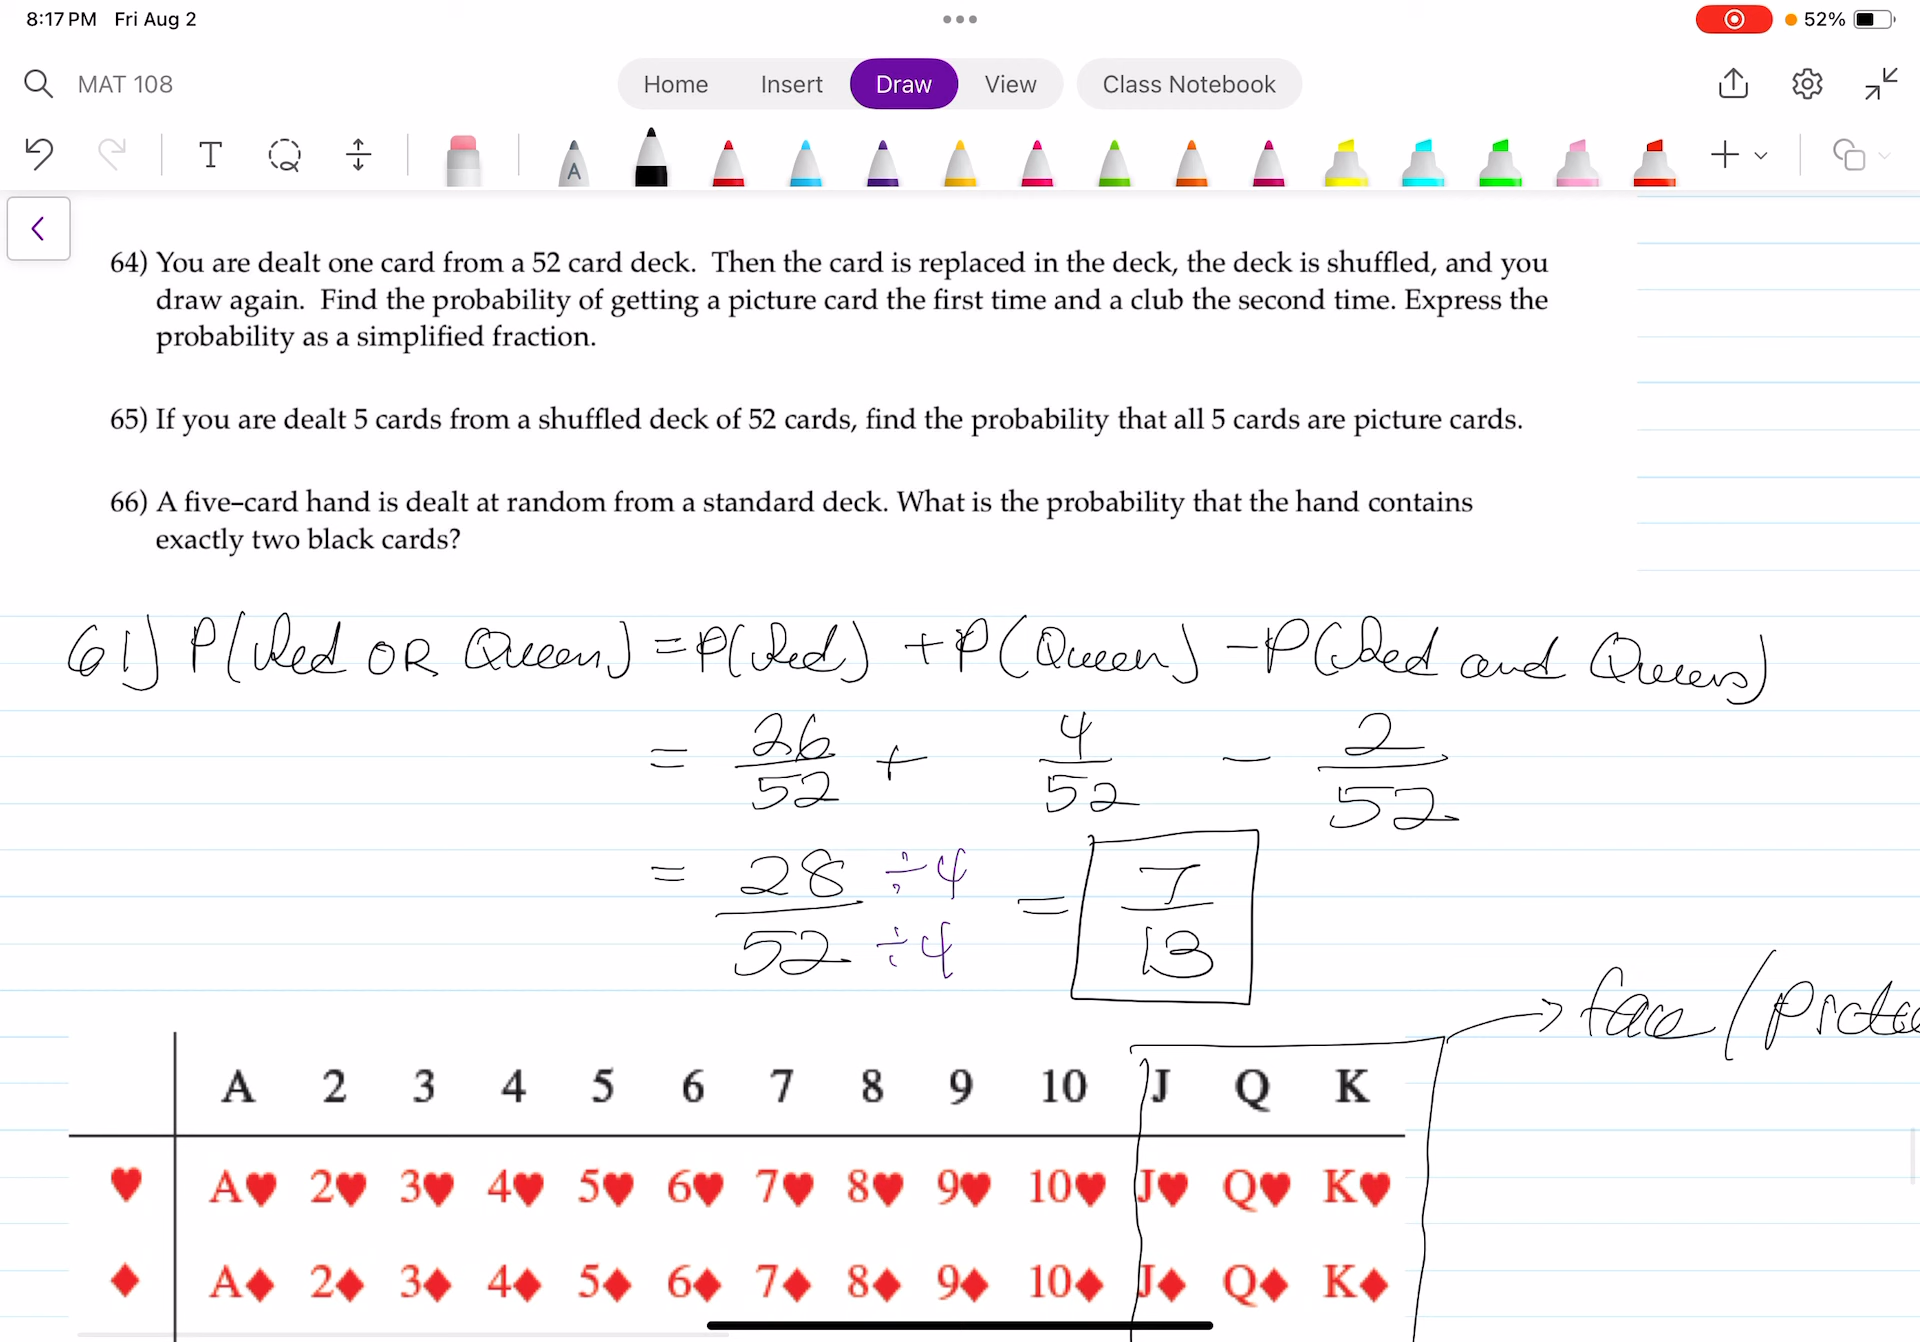 8:17 PM Fri Aug 2
52%
MAT 108
Home Insert Draw View Class Notebook
T A
64) You are dealt one card from a 52 card deck. Then the card is replaced in the deck, the deck is shuffled, and you
draw again. Find the probability of getting a picture card the first time and a club the second time. Express the
probability as a simplified fraction.
65) If you are dealt 5 cards from a shuffled deck of 52 cards, find the probability that all 5 cards are picture cards.
66) A five-card hand is dealt at random from a standard deck. What is the probability that the hand contains
exactly two black cards?
61) P(Red OR Queen) = P(Red) + P(Queen) - P(Red and Queens)
= 26/52 + 4/52 - 2/52
= 28/52 ÷4/÷4 = 7/13
→ face/
A 2 3 4 5 6 7 8 9 10 J Q K
♥ A♥ 2♥ 3♥ 4♥ 5♥ 6♥ 7♥ 8♥ 9♥ 10♥ J♥ Q♥ K♥
♦ A♦ 2♦ 3♦ 4♦ 5♦ 6♦ 7♦ 8♦ 9♦ 10♦ J♦ Q♦ K♦